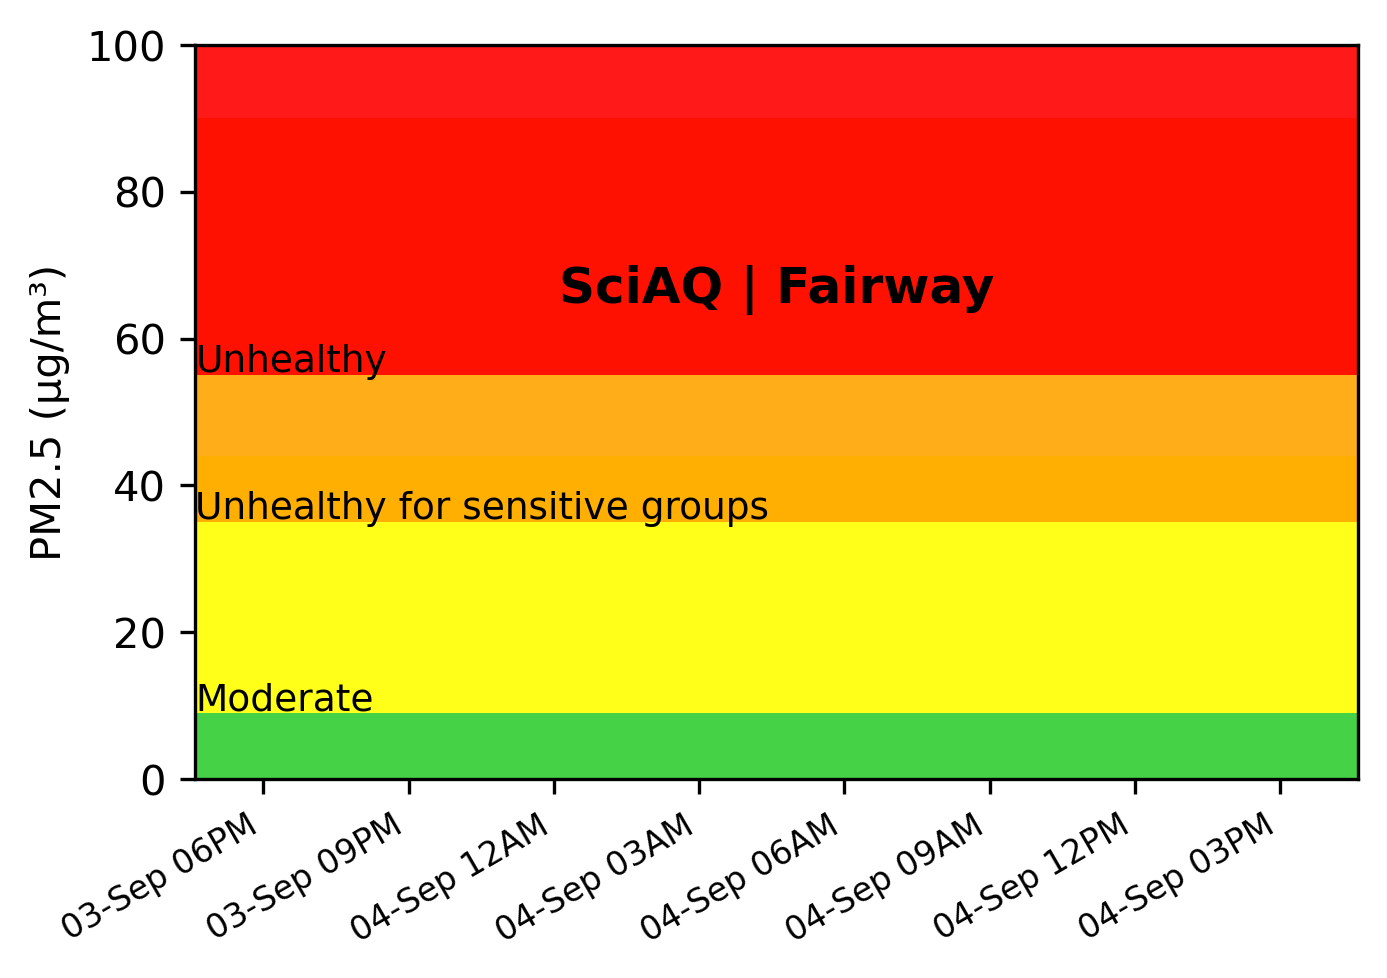 100
80
SciAQ | Fairway
60
Unhealthy
PM2.5 (µg/m³)
40
Unhealthy for sensitive groups
20
Moderate
0
03-Sep 06PM
03-Sep 09PM
04-Sep 12AM
04-Sep 03AM
04-Sep 06AM
04-Sep 09AM
04-Sep 12PM
04-Sep 03PM